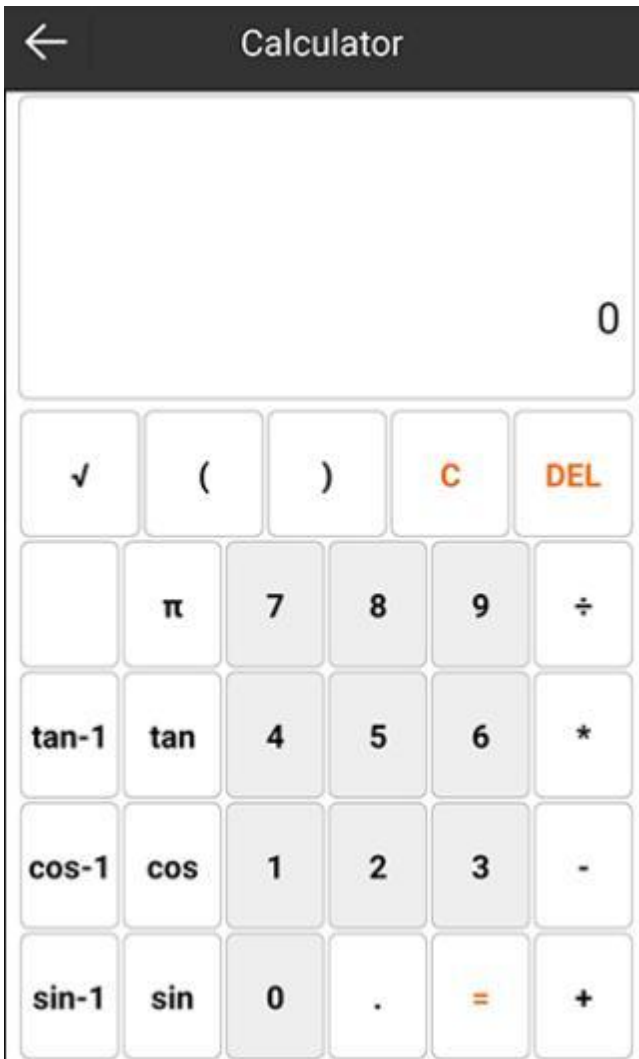 ← Calculator
0
√ ( ) C DEL
π 7 8 9 ÷
tan-1 tan 4 5 6 *
cos-1 cos 1 2 3 -
sin-1 sin 0 . = +